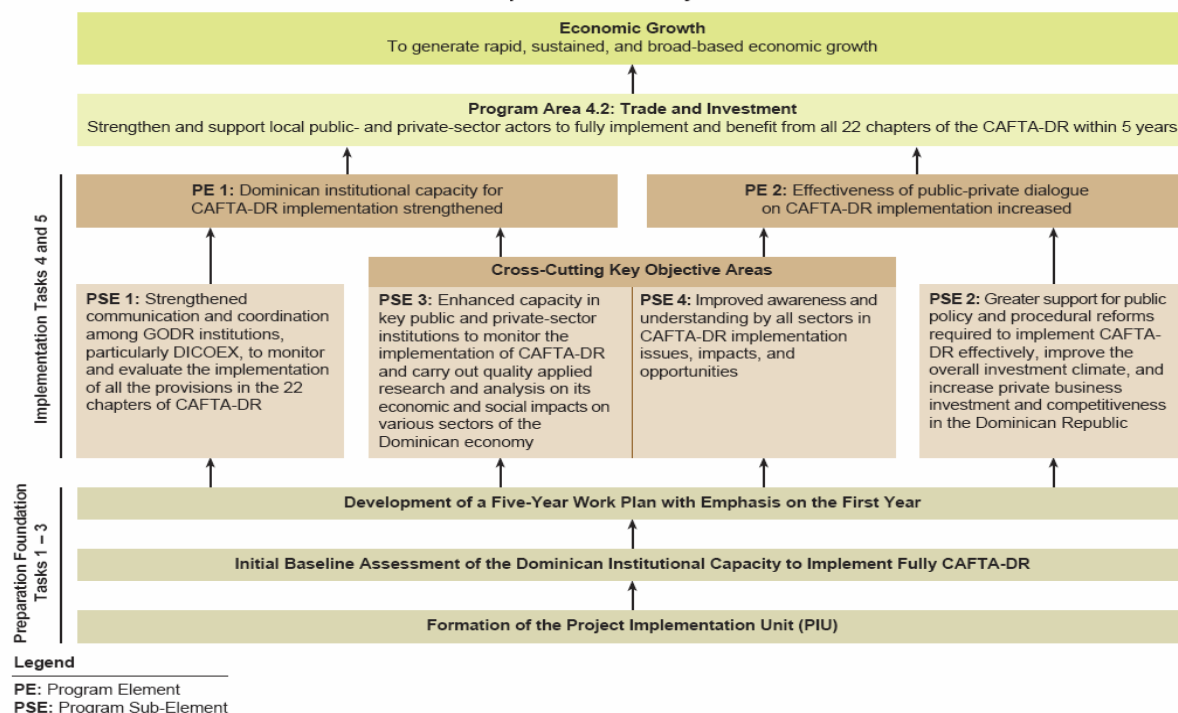 Economic Growth
To generate rapid, sustained, and broad-based economic growth
Program Area 4.2: Trade and Investment
Strengthen and support local public- and private-sector actors to fully implement and benefit from all 22 chapters of the CAFTA-DR within 5 years
Implementation Tasks 4 and 5
PE 1: Dominican institutional capacity for
CAFTA-DR implementation strengthened
PE 2: Effectiveness of public-private dialogue
on CAFTA-DR implementation increased
Cross-Cutting Key Objective Areas
PSE 1: Strengthened
communication and coordination
among GODR institutions,
particularly DICOEX, to monitor
and evaluate the implementation
of all the provisions in the 22
chapters of CAFTA-DR
PSE 3: Enhanced capacity in
key public and private-sector
institutions to monitor the
implementation of CAFTA-DR
and carry out quality applied
research and analysis on its
economic and social impacts on
various sectors of the
Dominican economy
PSE 4: Improved awareness and
understanding by all sectors in
CAFTA-DR implementation
issues, impacts, and
opportunities
PSE 2: Greater support for public
policy and procedural reforms
required to implement CAFTA-
DR effectively, improve the
overall investment climate, and
increase private business
investment and competitiveness
in the Dominican Republic
Preparation Foundation
Tasks 1 – 3
Development of a Five-Year Work Plan with Emphasis on the First Year
Initial Baseline Assessment of the Dominican Institutional Capacity to Implement Fully CAFTA-DR
Formation of the Project Implementation Unit (PIU)
Legend
PE: Program Element
PSE: Program Sub-Element